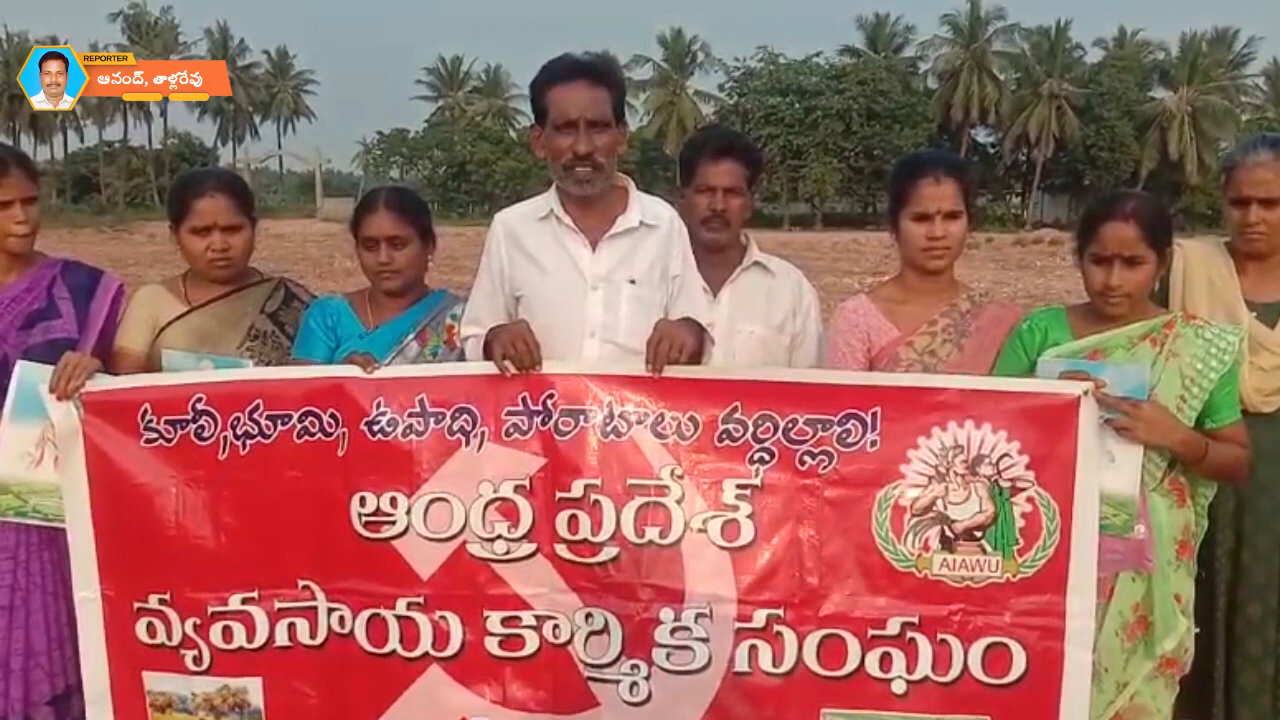 REPORTER
ఆనంద్, తాళ్లరేవు
కూలీ,భూమి, ఉపాధి, పోరాటాలు వర్ధిల్లాలి!
ఆంధ్ర ప్రదేశ్
AIAWU
వ్యవసాయ కార్మిక సంఘం